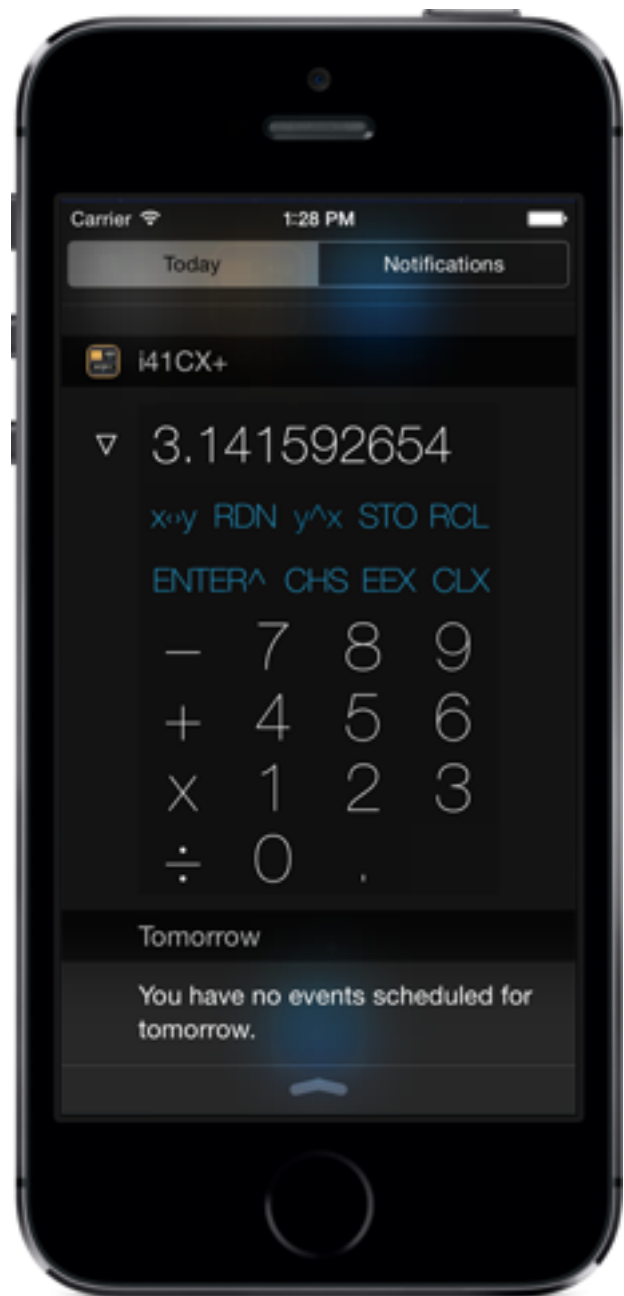 Carrier 1:28 PM
Today Notifications
i41CX+
3.141592654
x↔y RDN y^x STO RCL
ENTER^ CHS EEX CLX
− 7 8 9
+ 4 5 6
× 1 2 3
÷ 0 .
Tomorrow
You have no events scheduled for
tomorrow.